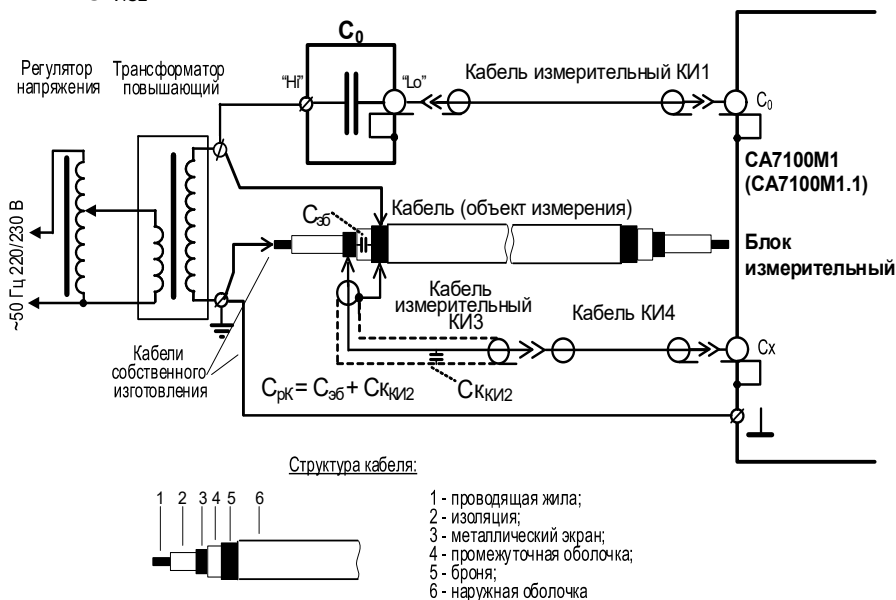 C₀
Регулятор
напряжения
Трансформатор
повышающий
"Hi"
"Lo"
Кабель измерительный КИ1
C₀
СА7100М1
(СА7100М1.1)
Cэб
Кабель (объект измерения)
Блок
измерительный
~50 Гц 220/230 В
Кабель
измерительный
КИ3
Кабель КИ4
Cx
Кабели
собственного
изготовления
CрК = Cэб + CкКИ2
CкКИ2
Структура кабеля:
1 2 3 4 5 6
1 - проводящая жила;
2 - изоляция;
3 - металлический экран;
4 - промежуточная оболочка;
5 - броня;
6 - наружная оболочка